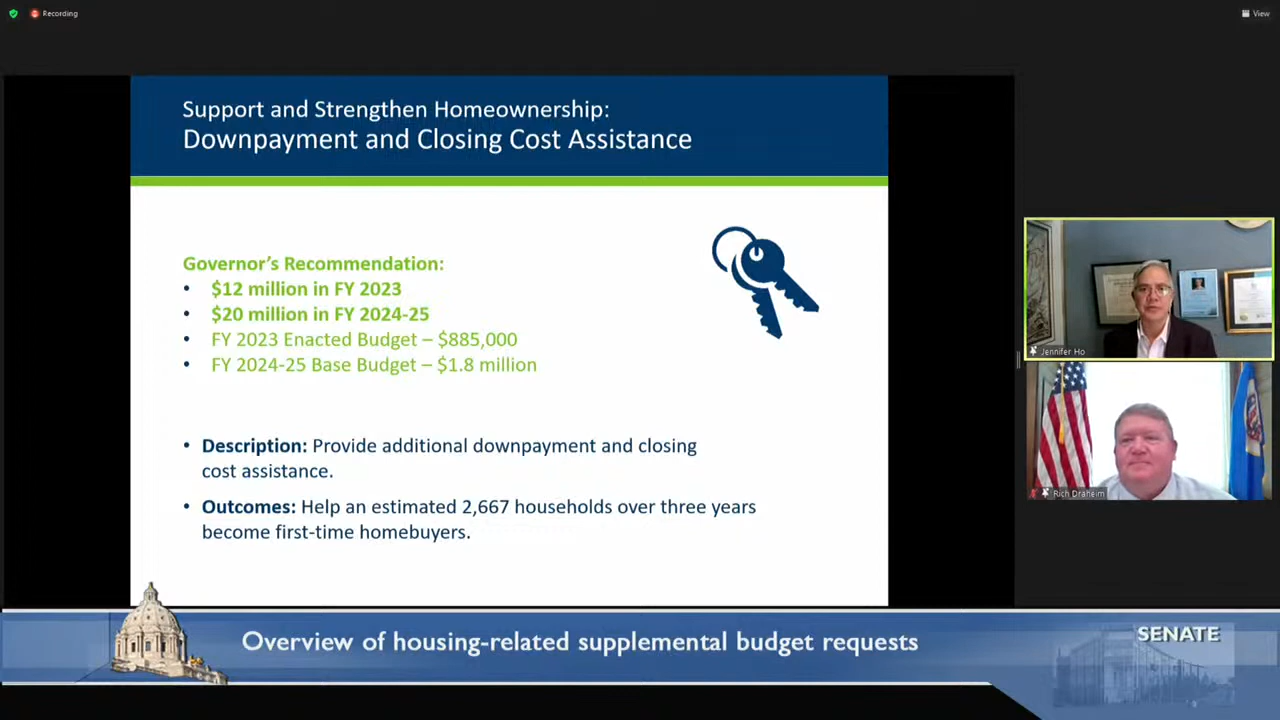 Recording
View
Support and Strengthen Homeownership:
Downpayment and Closing Cost Assistance
Governor's Recommendation:
• $12 million in FY 2023
• $20 million in FY 2024-25
• FY 2023 Enacted Budget – $885,000
• FY 2024-25 Base Budget – $1.8 million
• Description: Provide additional downpayment and closing
cost assistance.
• Outcomes: Help an estimated 2,667 households over three years
become first-time homebuyers.
Jennifer Ho
Rich Draheim
Overview of housing-related supplemental budget requests
SENATE